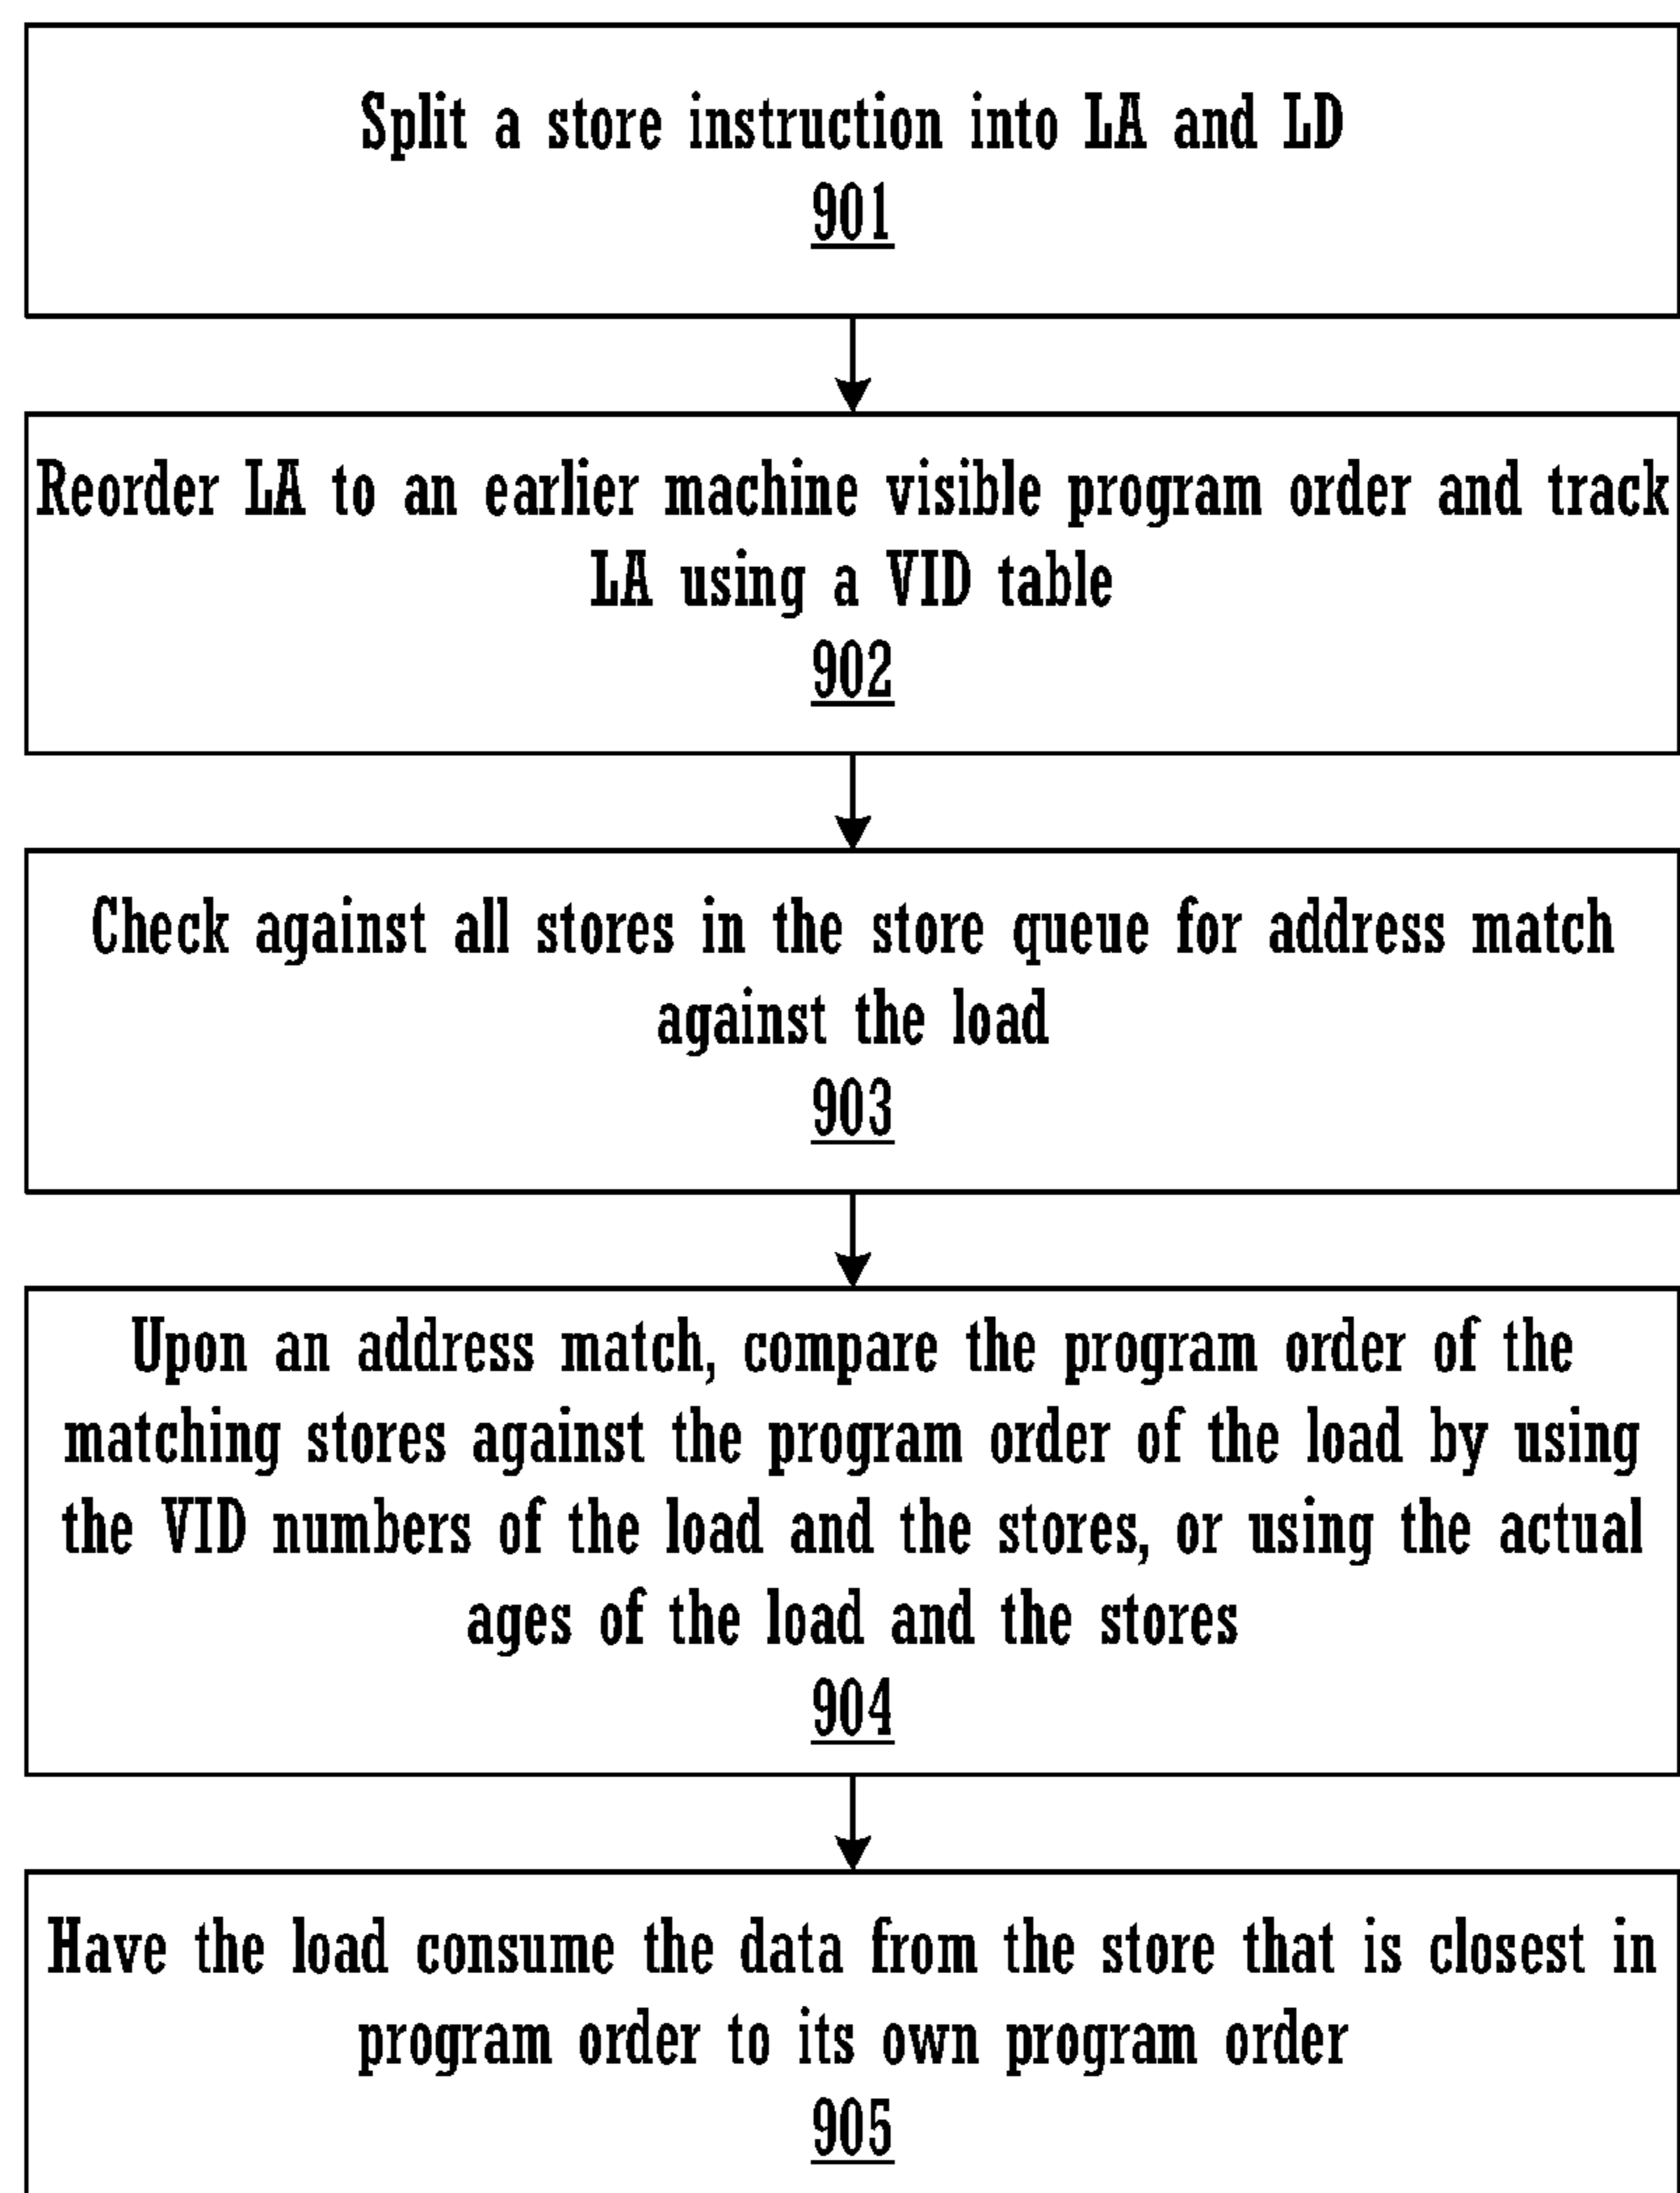 Split a store instruction into LA and LD
901
Reorder LA to an earlier machine visible program order and track
LA using a VID table
902
Check against all stores in the store queue for address match
against the load
903
Upon an address match, compare the program order of the
matching stores against the program order of the load by using
the VID numbers of the load and the stores, or using the actual
ages of the load and the stores
904
Have the load consume the data from the store that is closest in
program order to its own program order
905